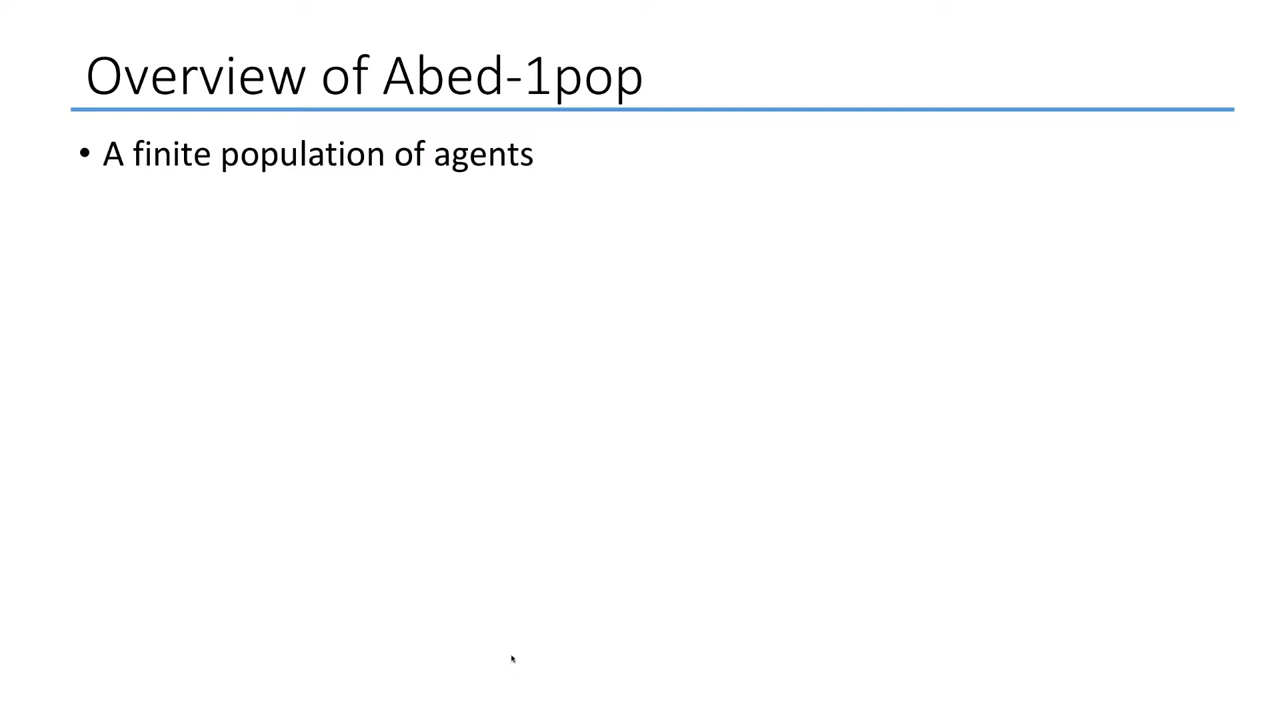 Overview of Abed-1pop
• A finite population of agents